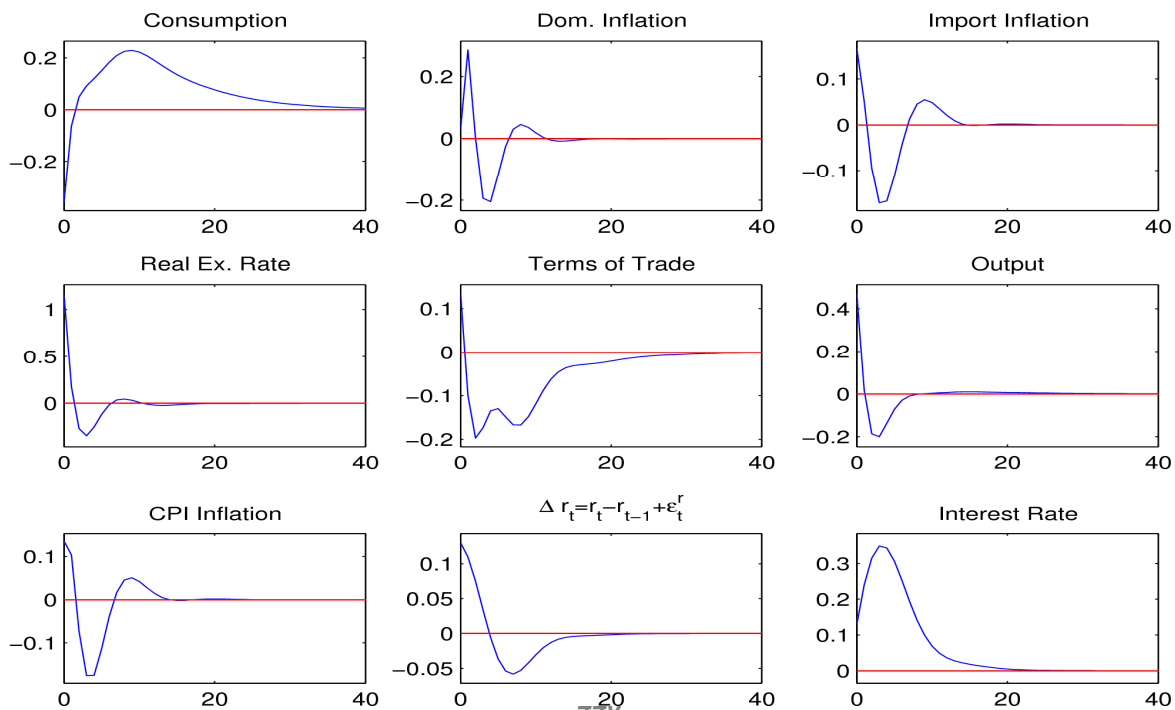 Consumption
Dom. Inflation
Import Inflation
0.2
0
−0.2
0 20 40
0.2
0
−0.2
0 20 40
0.1
0
−0.1
0 20 40
Real Ex. Rate
Terms of Trade
Output
1
0.5
0
0 20 40
0.1
0
−0.1
−0.2
0 20 40
0.4
0.2
0
−0.2
0 20 40
CPI Inflation
Δ r_t=r_t−r_{t−1}+ε_t^r
Interest Rate
0.1
0
−0.1
0 20 40
0.1
0.05
0
−0.05
0 20 40
0.3
0.2
0.1
0
0 20 40